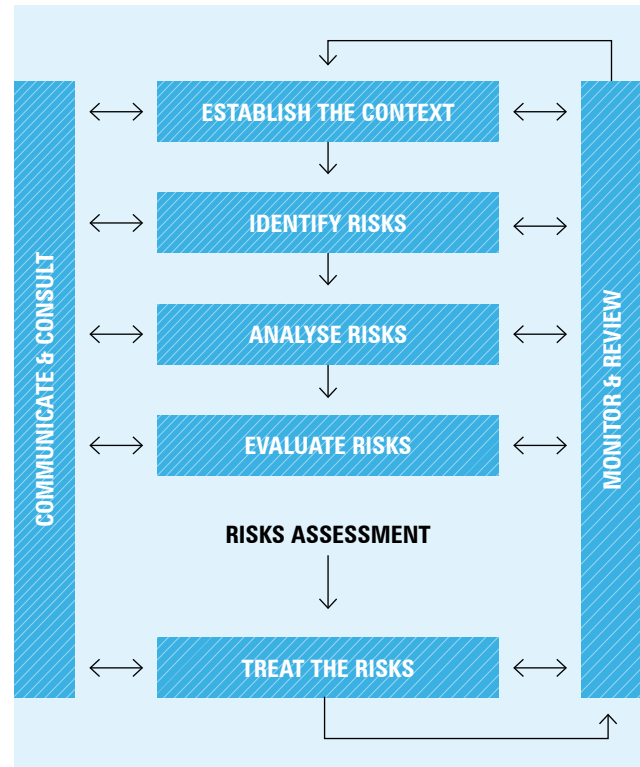 ESTABLISH THE CONTEXT
IDENTIFY RISKS
ANALYSE RISKS
EVALUATE RISKS
RISKS ASSESSMENT
TREAT THE RISKS
COMMUNICATE & CONSULT
MONITOR & REVIEW